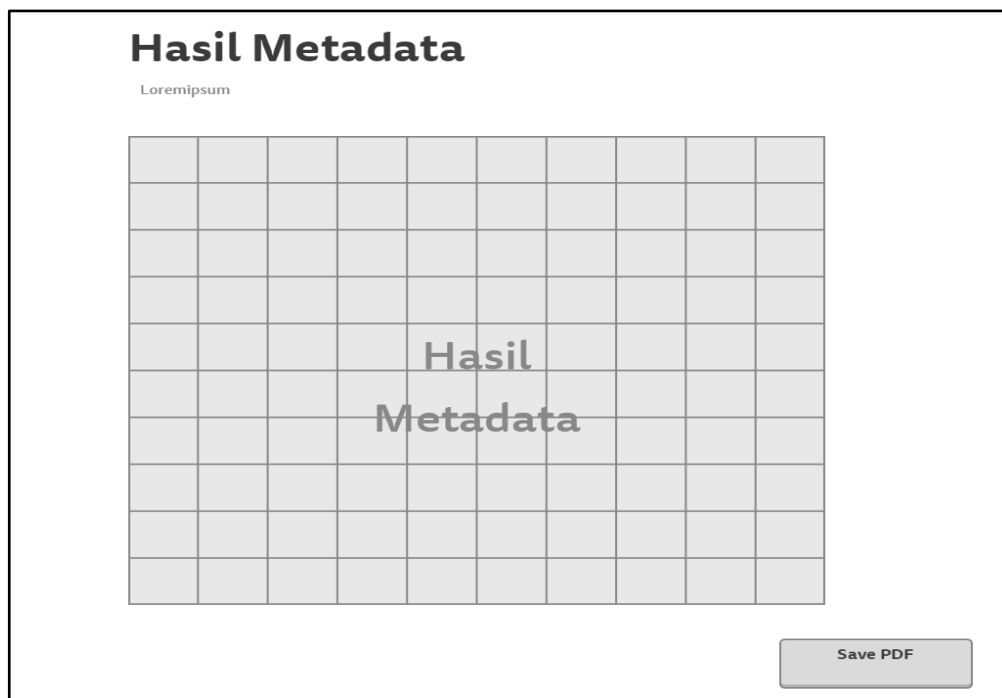 Hasil Metadata
Loremipsum
Hasil
Metadata
Save PDF